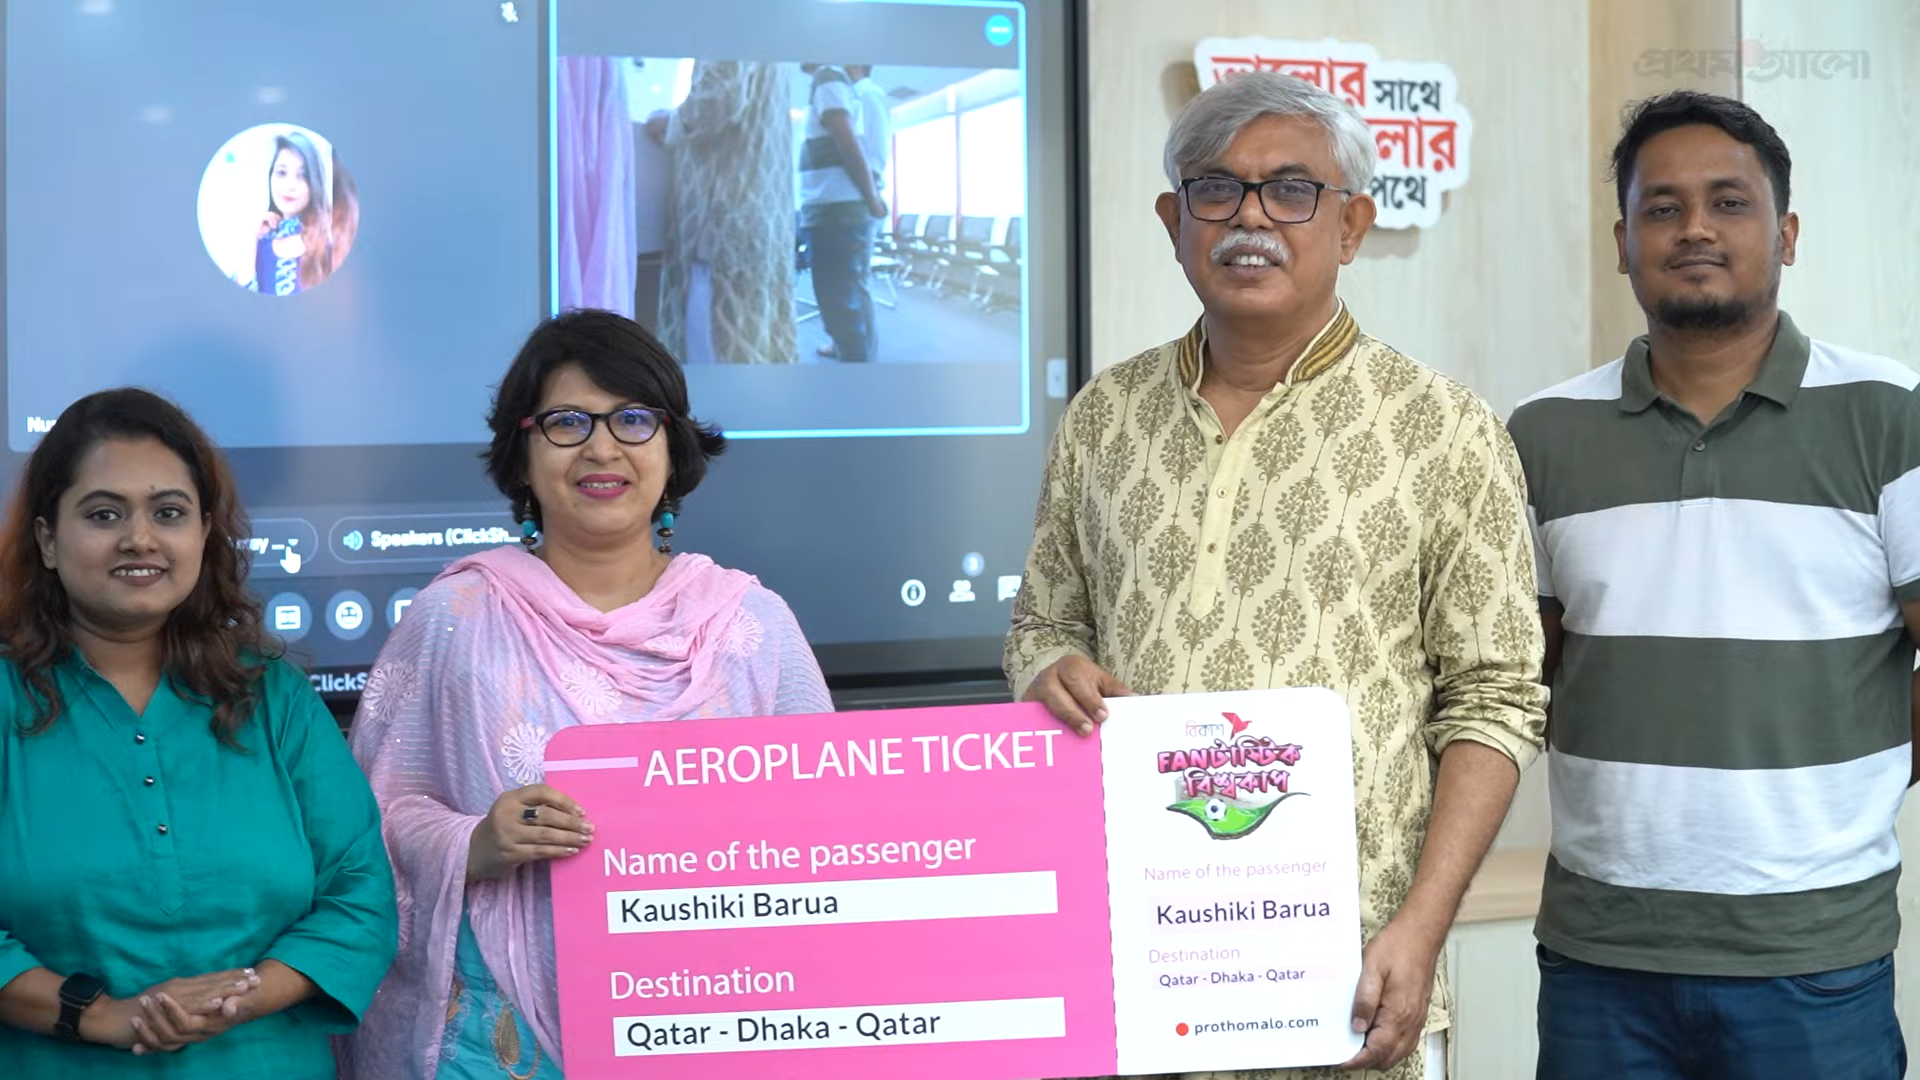 প্রথম আলো
সাথে
পথে
Speakers (ClickSh...
3
AEROPLANE TICKET
Name of the passenger
Kaushiki Barua
Destination
Qatar - Dhaka - Qatar
বিকাশ
FANটাস্টিক
বিশ্বকাপ
Name of the passenger
Kaushiki Barua
Destination
Qatar - Dhaka - Qatar
prothomalo.com